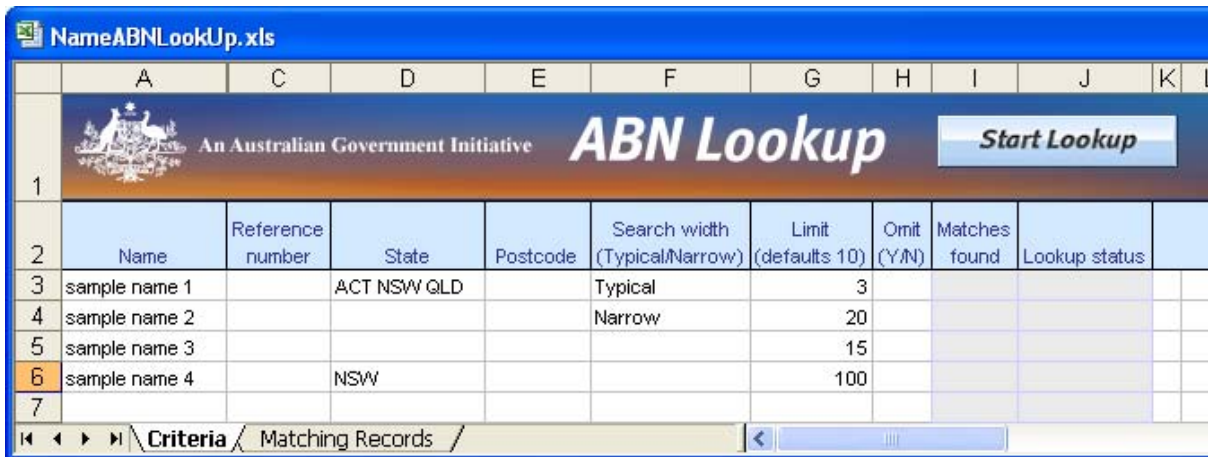 NameABNLookUp.xls
A C D E F G H I J K L
1 An Australian Government Initiative ABN Lookup Start Lookup
2 Name Reference number State Postcode Search width (Typical/Narrow) Limit (defaults 10) Omit (Y/N) Matches found Lookup status
3 sample name 1 ACT NSW QLD Typical 3
4 sample name 2 Narrow 20
5 sample name 3 15
6 sample name 4 NSW 100
7
Criteria Matching Records